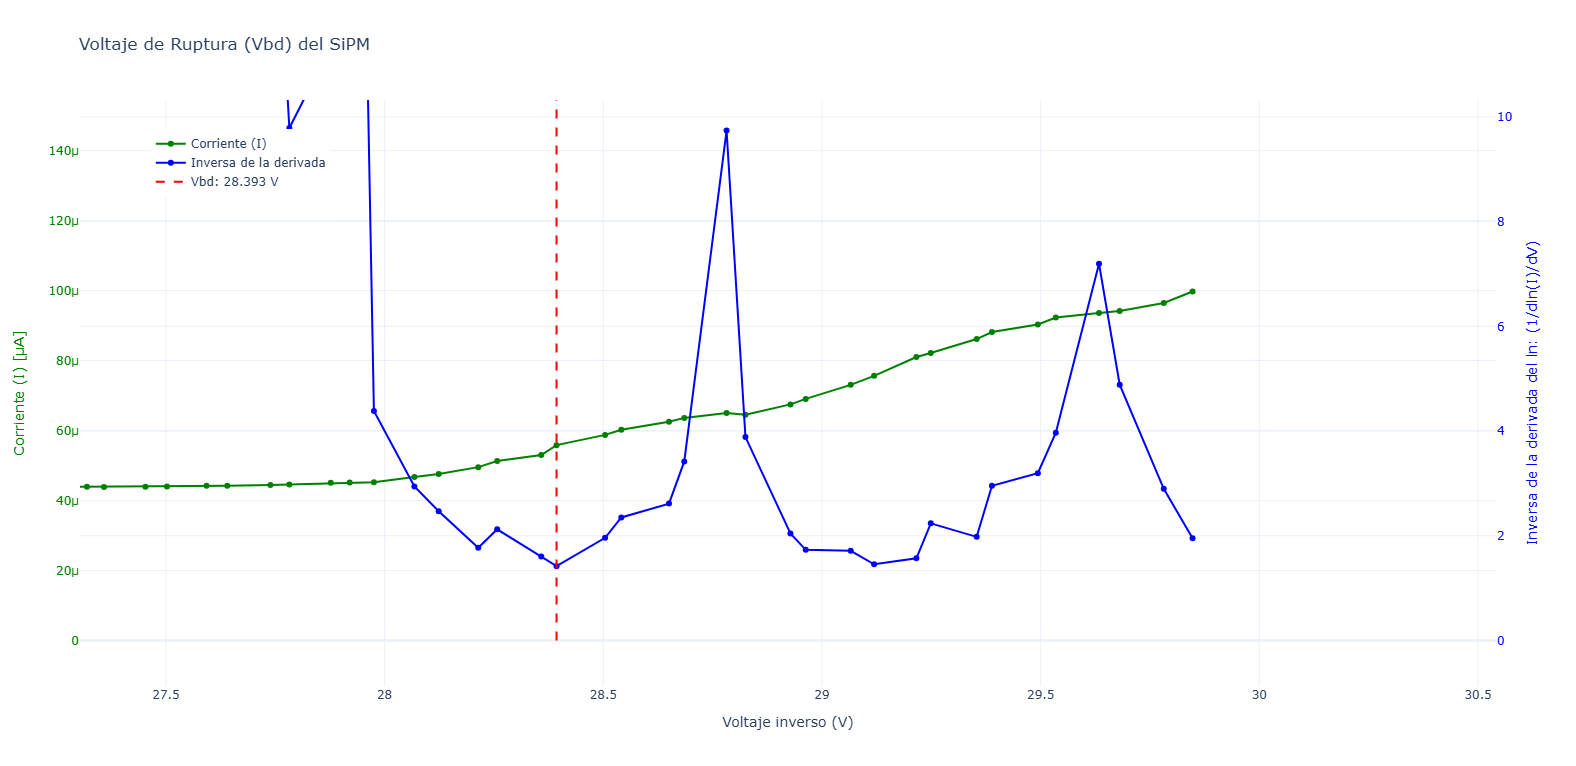 Voltaje de Ruptura (Vbd) del SiPM
Corriente (I)
Inversa de la derivada
Vbd: 28.393 V
140µ
120µ
100µ
80µ
60µ
40µ
20µ
0
Corriente (I) [µA]
10
8
6
4
2
0
Inversa de la derivada del ln: (1/dln(I)/dV)
27.5
28
28.5
29
29.5
30
30.5
Voltaje inverso (V)